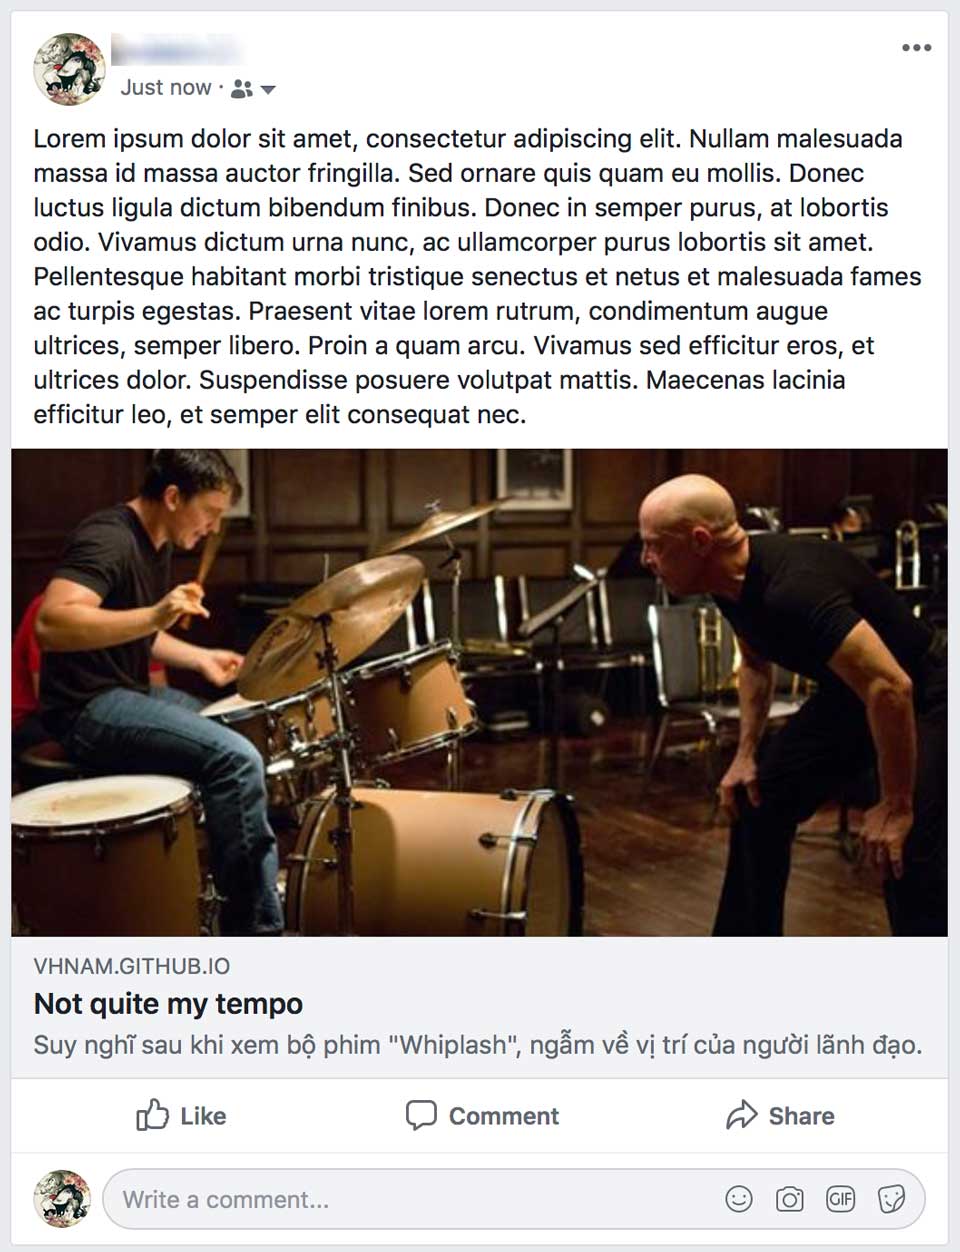 Just now ·
Lorem ipsum dolor sit amet, consectetur adipiscing elit. Nullam malesuada
massa id massa auctor fringilla. Sed ornare quis quam eu mollis. Donec
luctus ligula dictum bibendum finibus. Donec in semper purus, at lobortis
odio. Vivamus dictum urna nunc, ac ullamcorper purus lobortis sit amet.
Pellentesque habitant morbi tristique senectus et netus et malesuada fames
ac turpis egestas. Praesent vitae lorem rutrum, condimentum augue
ultrices, semper libero. Proin a quam arcu. Vivamus sed efficitur eros, et
ultrices dolor. Suspendisse posuere volutpat mattis. Maecenas lacinia
efficitur leo, et semper elit consequat nec.
VHNAM.GITHUB.IO
Not quite my tempo
Suy nghĩ sau khi xem bộ phim "Whiplash", ngẫm về vị trí của người lãnh đạo.
Like Comment Share
Write a comment... GIF